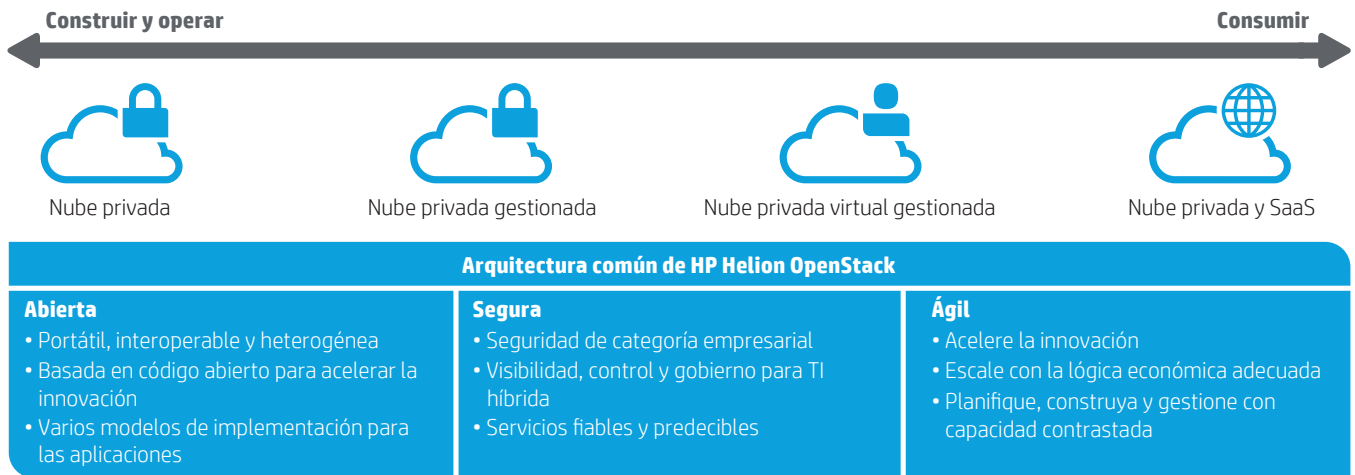 Construir y operar
Consumir
Nube privada
Nube privada gestionada
Nube privada virtual gestionada
Nube privada y SaaS
Arquitectura común de HP Helion OpenStack
Abierta
• Portátil, interoperable y heterogénea
• Basada en código abierto para acelerar la
innovación
• Varios modelos de implementación para
las aplicaciones
Segura
• Seguridad de categoría empresarial
• Visibilidad, control y gobierno para TI
híbrida
• Servicios fiables y predecibles
Ágil
• Acelere la innovación
• Escale con la lógica económica adecuada
• Planifique, construya y gestione con
capacidad contrastada